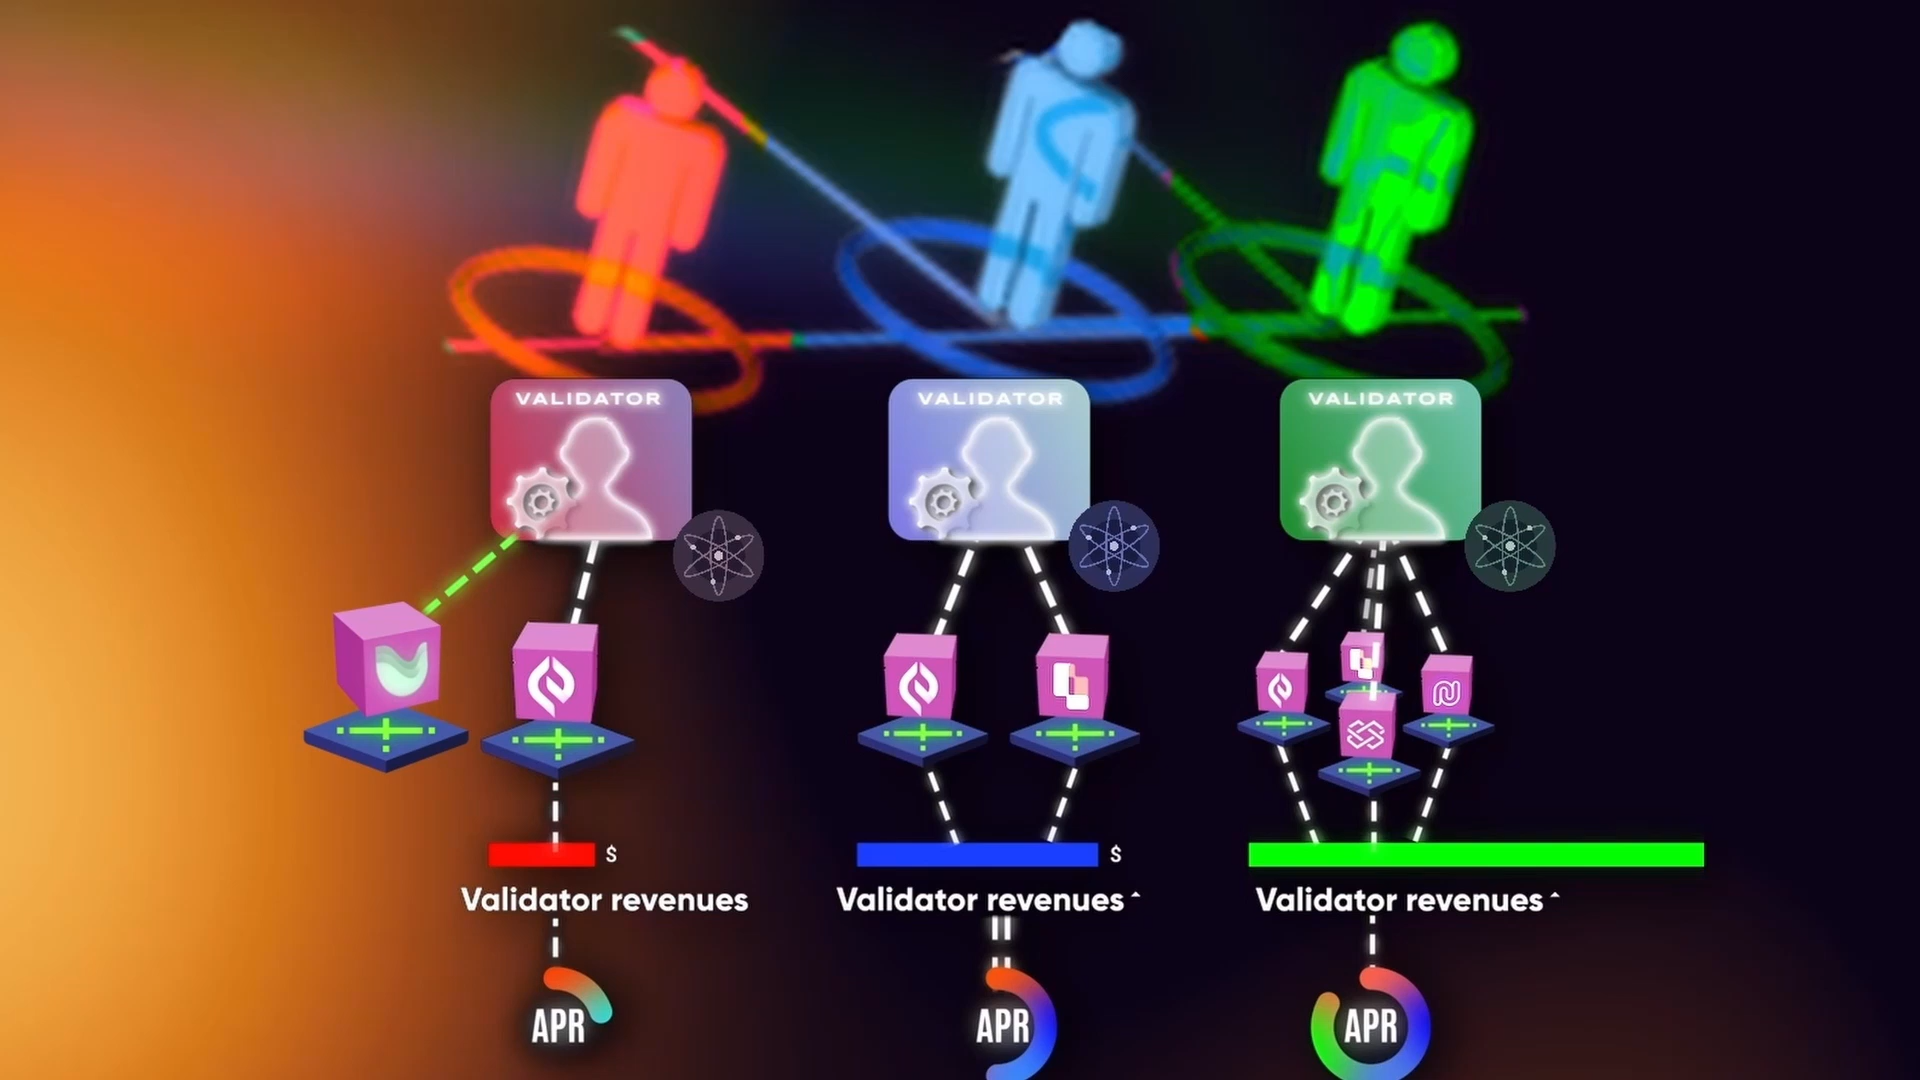 VALIDATOR
VALIDATOR
VALIDATOR
$
$
Validator revenues
Validator revenues ^
Validator revenues ^
APR
APR
APR